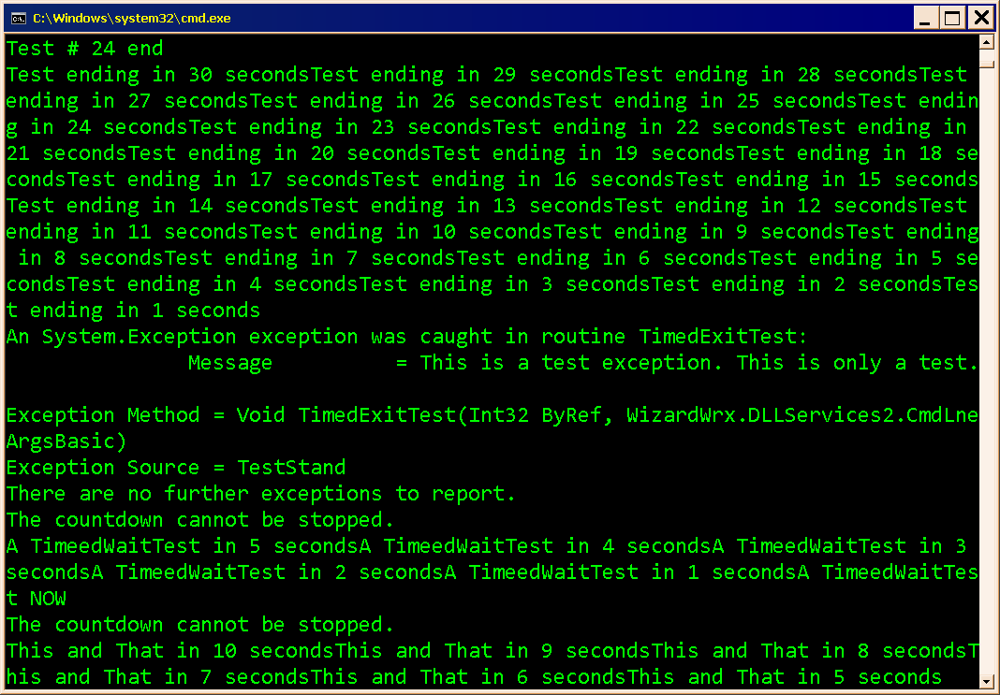 C:\Windows\system32\cmd.exe
Test # 24 end
Test ending in 30 secondsTest ending in 29 secondsTest ending in 28 secondsTest
ending in 27 secondsTest ending in 26 secondsTest ending in 25 secondsTest endin
g in 24 secondsTest ending in 23 secondsTest ending in 22 secondsTest ending in
21 secondsTest ending in 20 secondsTest ending in 19 secondsTest ending in 18 se
condsTest ending in 17 secondsTest ending in 16 secondsTest ending in 15 seconds
Test ending in 14 secondsTest ending in 13 secondsTest ending in 12 secondsTest
ending in 11 secondsTest ending in 10 secondsTest ending in 9 secondsTest ending
 in 8 secondsTest ending in 7 secondsTest ending in 6 secondsTest ending in 5 se
condsTest ending in 4 secondsTest ending in 3 secondsTest ending in 2 secondsTes
t ending in 1 seconds
An System.Exception exception was caught in routine TimedExitTest:
               Message          = This is a test exception. This is only a test.
Exception Method = Void TimedExitTest(Int32 ByRef, WizardWrx.DLLServices2.CmdLne
ArgsBasic)
Exception Source = TestStand
There are no further exceptions to report.
The countdown cannot be stopped.
A TimeedWaitTest in 5 secondsA TimeedWaitTest in 4 secondsA TimeedWaitTest in 3
secondsA TimeedWaitTest in 2 secondsA TimeedWaitTest in 1 secondsA TimeedWaitTes
t NOW
The countdown cannot be stopped.
This and That in 10 secondsThis and That in 9 secondsThis and That in 8 secondsT
his and That in 7 secondsThis and That in 6 secondsThis and That in 5 seconds